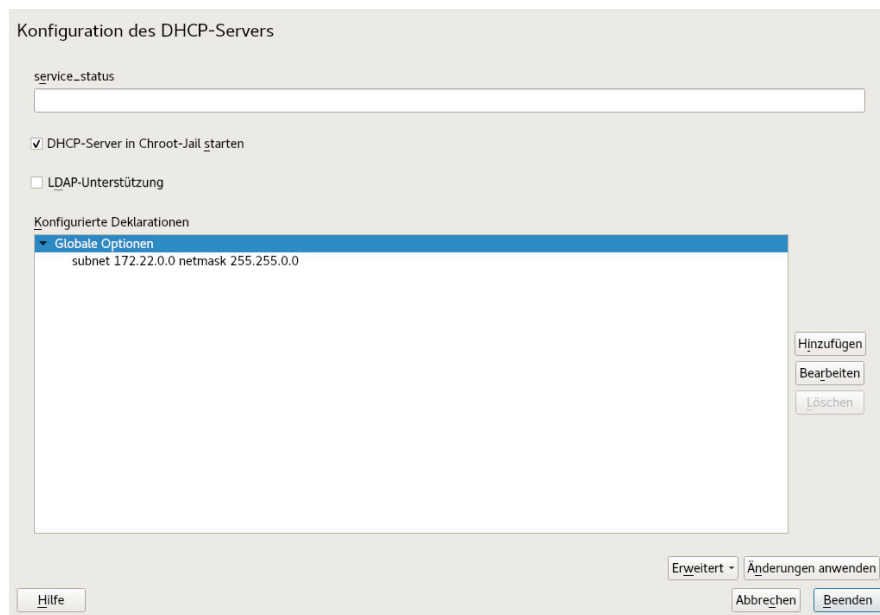 Konfiguration des DHCP-Servers
service_status
DHCP-Server in Chroot-Jail starten
LDAP-Unterstützung
Konfigurierte Deklarationen
Globale Optionen
subnet 172.22.0.0 netmask 255.255.0.0
Hinzufügen
Bearbeiten
Löschen
Erweitert
Änderungen anwenden
Hilfe
Abbrechen
Beenden